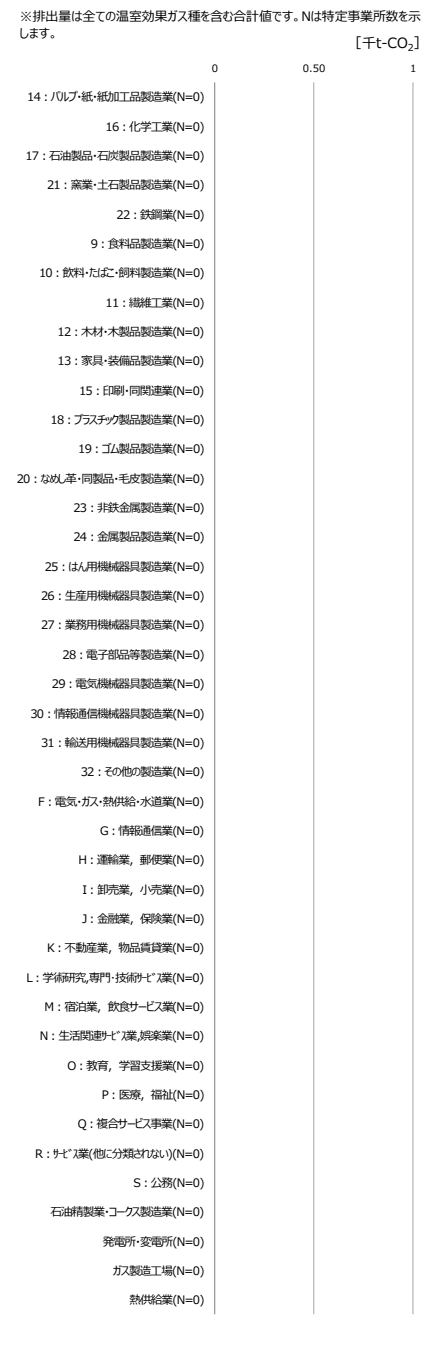 ※排出量は全ての温室効果ガス種を含む合計値です。Nは特定事業所数を示
します。
[千t-CO₂]
0 0.50 1
14：パルプ・紙・紙加工品製造業(N=0)
16：化学工業(N=0)
17：石油製品・石炭製品製造業(N=0)
21：窯業・土石製品製造業(N=0)
22：鉄鋼業(N=0)
9：食料品製造業(N=0)
10：飲料・たばこ・飼料製造業(N=0)
11：繊維工業(N=0)
12：木材・木製品製造業(N=0)
13：家具・装備品製造業(N=0)
15：印刷・同関連業(N=0)
18：プラスチック製品製造業(N=0)
19：ゴム製品製造業(N=0)
20：なめし革・同製品・毛皮製造業(N=0)
23：非鉄金属製造業(N=0)
24：金属製品製造業(N=0)
25：はん用機械器具製造業(N=0)
26：生産用機械器具製造業(N=0)
27：業務用機械器具製造業(N=0)
28：電子部品等製造業(N=0)
29：電気機械器具製造業(N=0)
30：情報通信機械器具製造業(N=0)
31：輸送用機械器具製造業(N=0)
32：その他の製造業(N=0)
F：電気・ガス・熱供給・水道業(N=0)
G：情報通信業(N=0)
H：運輸業，郵便業(N=0)
I：卸売業，小売業(N=0)
J：金融業，保険業(N=0)
K：不動産業，物品賃貸業(N=0)
L：学術研究,専門・技術ｻｰﾋﾞｽ業(N=0)
M：宿泊業，飲食サービス業(N=0)
N：生活関連ｻｰﾋﾞｽ業,娯楽業(N=0)
O：教育，学習支援業(N=0)
P：医療，福祉(N=0)
Q：複合サービス事業(N=0)
R：ｻｰﾋﾞｽ業(他に分類されない)(N=0)
S：公務(N=0)
石油精製業・コークス製造業(N=0)
発電所・変電所(N=0)
ガス製造工場(N=0)
熱供給業(N=0)